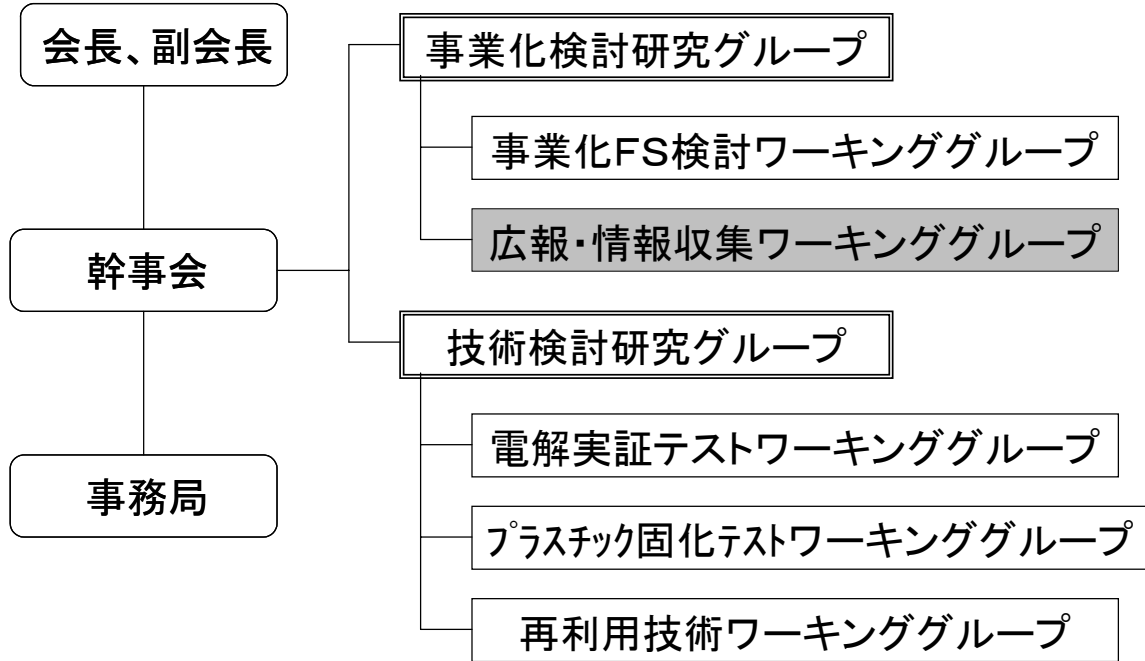 会長、副会長
幹事会
事務局
事業化検討研究グループ
事業化FS検討ワーキンググループ
広報・情報収集ワーキンググループ
技術検討研究グループ
電解実証テストワーキンググループ
プラスチック固化テストワーキンググループ
再利用技術ワーキンググループ